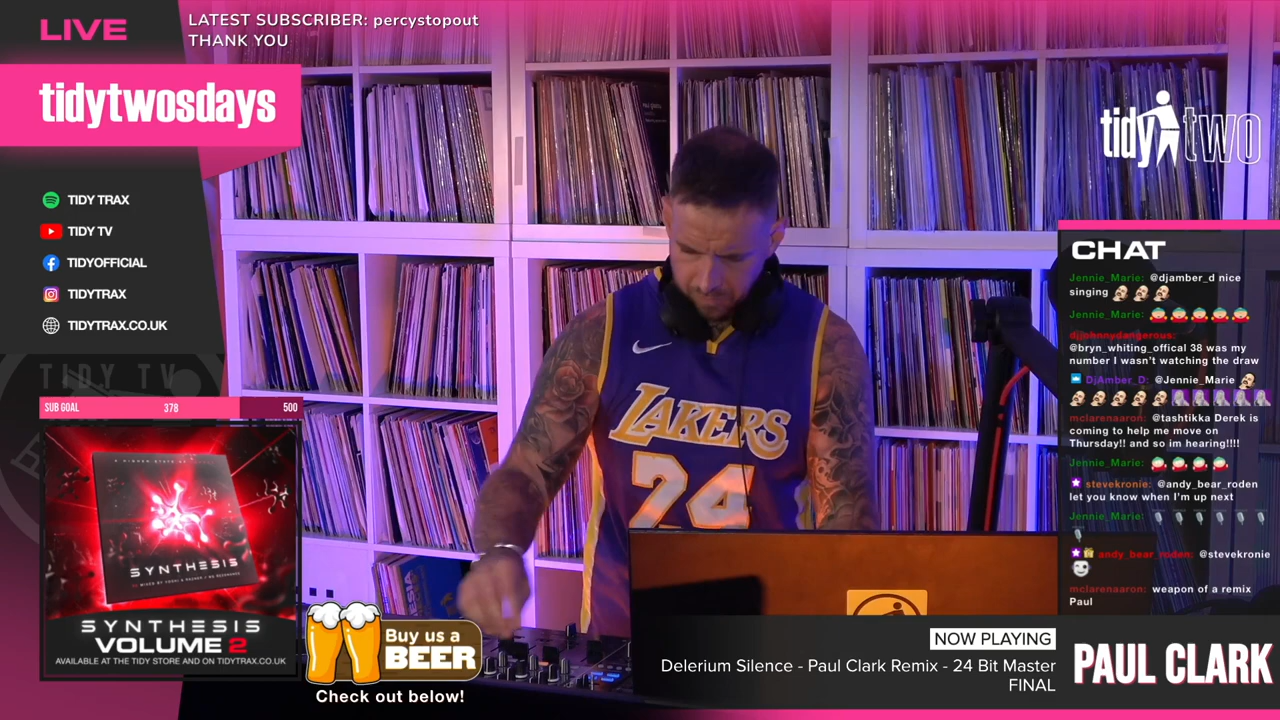 LIVE
LATEST SUBSCRIBER: percystopout
THANK YOU
tidytwosdays
TIDY TRAX
TIDY TV
TIDYOFFICIAL
TIDYTRAX
TIDYTRAX.CO.UK
TIDY TV
SUB GOAL 378 500
SYNTHESIS
SYNTHESIS
VOLUME 2
AVAILABLE AT THE TIDY STORE AND ON TIDYTRAX.CO.UK
Buy us a
BEER
Check out below!
LAKERS
24
tidy two
CHAT
Jennie_Marie: @djamber_d nice
singing
Jennie_Marie:
djjohnnydangerous:
@bryn_whiting_offical 38 was my
number I wasn't watching the draw
DjAmber_D: @Jennie_Marie
mclarenaaron: @tashtikka Derek is
coming to help me move on
Thursday!! and so im hearing!!!!
Jennie_Marie:
stevekronie: @andy_bear_roden
let you know when I'm up next
Jennie_Marie:
andy_bear_roden: @stevekronie
mclarenaaron: weapon of a remix
Paul
NOW PLAYING
Delerium Silence - Paul Clark Remix - 24 Bit Master
FINAL
PAUL CLARK